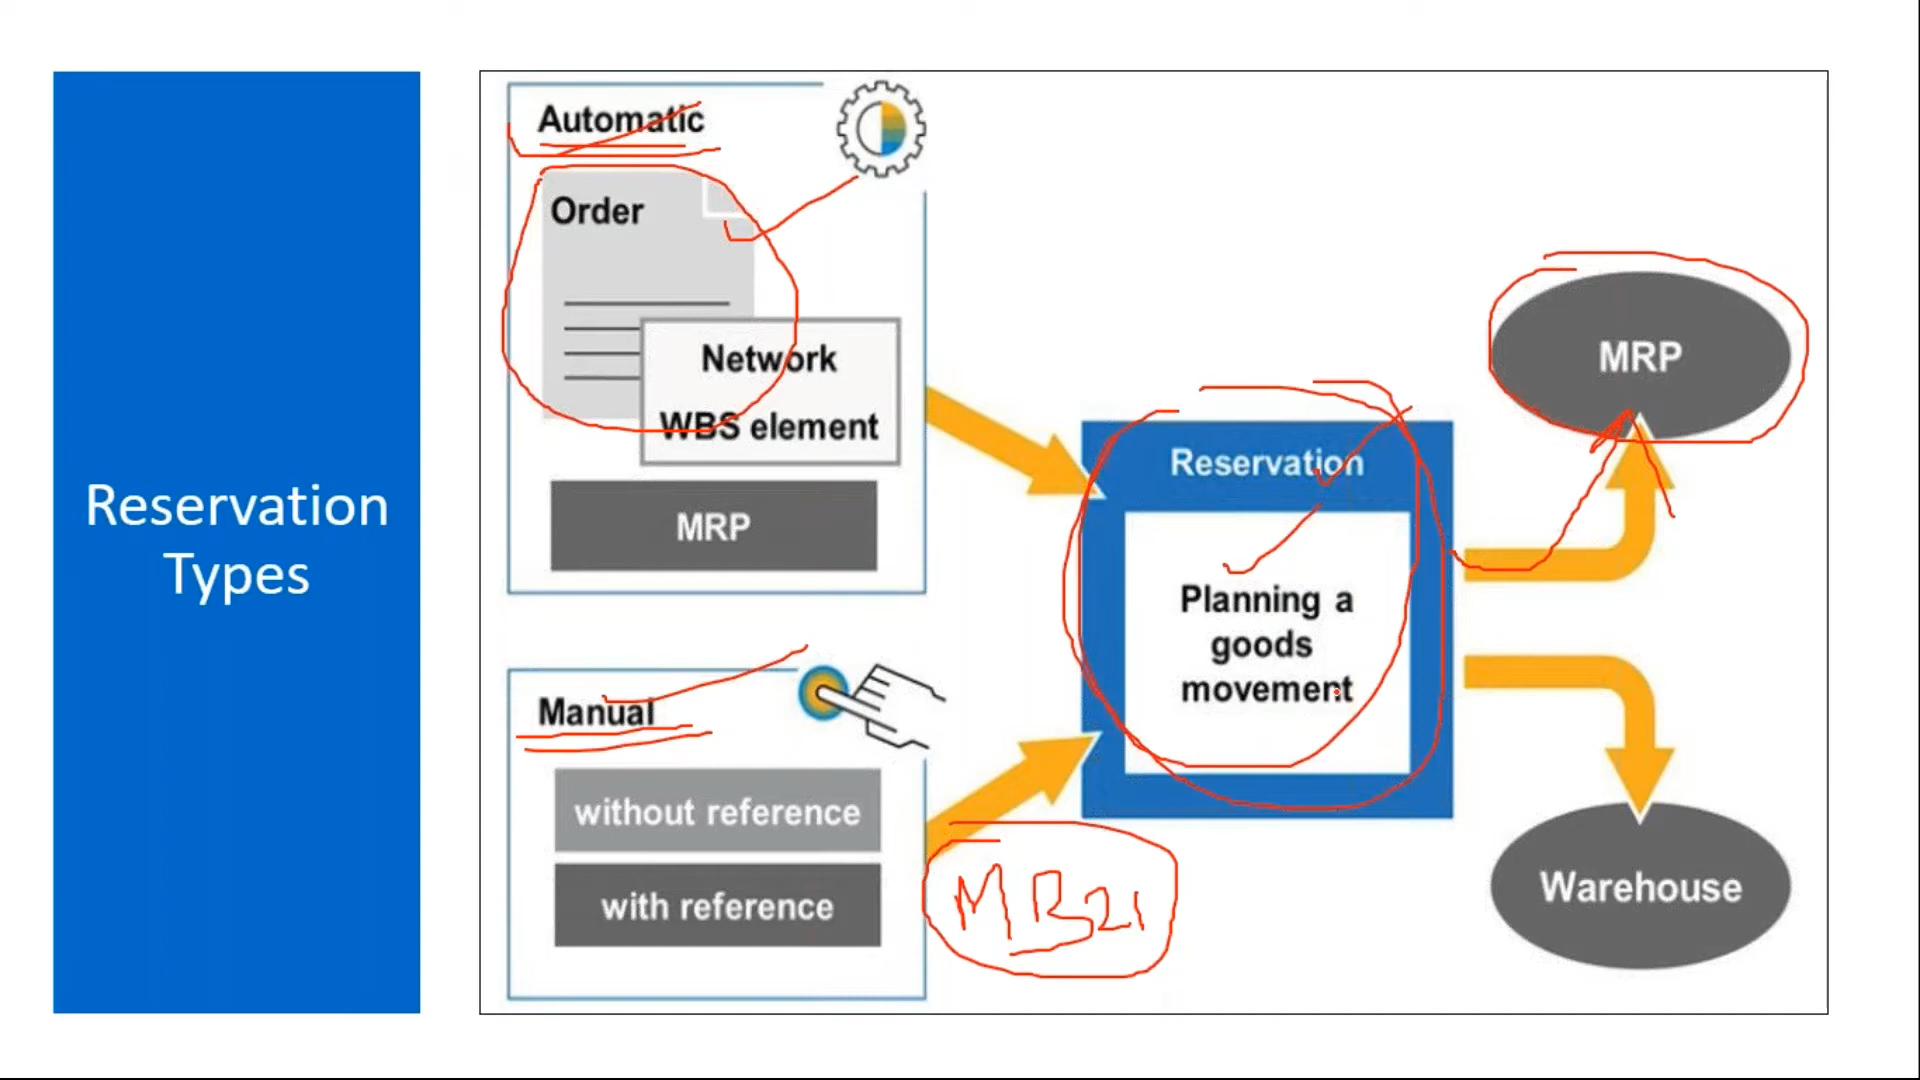 Reservation
Types
Automatic
Order
Network
WBS element
MRP
Manual
without reference
with reference
MB21
Reservation
Planning a
goods
movement
MRP
Warehouse